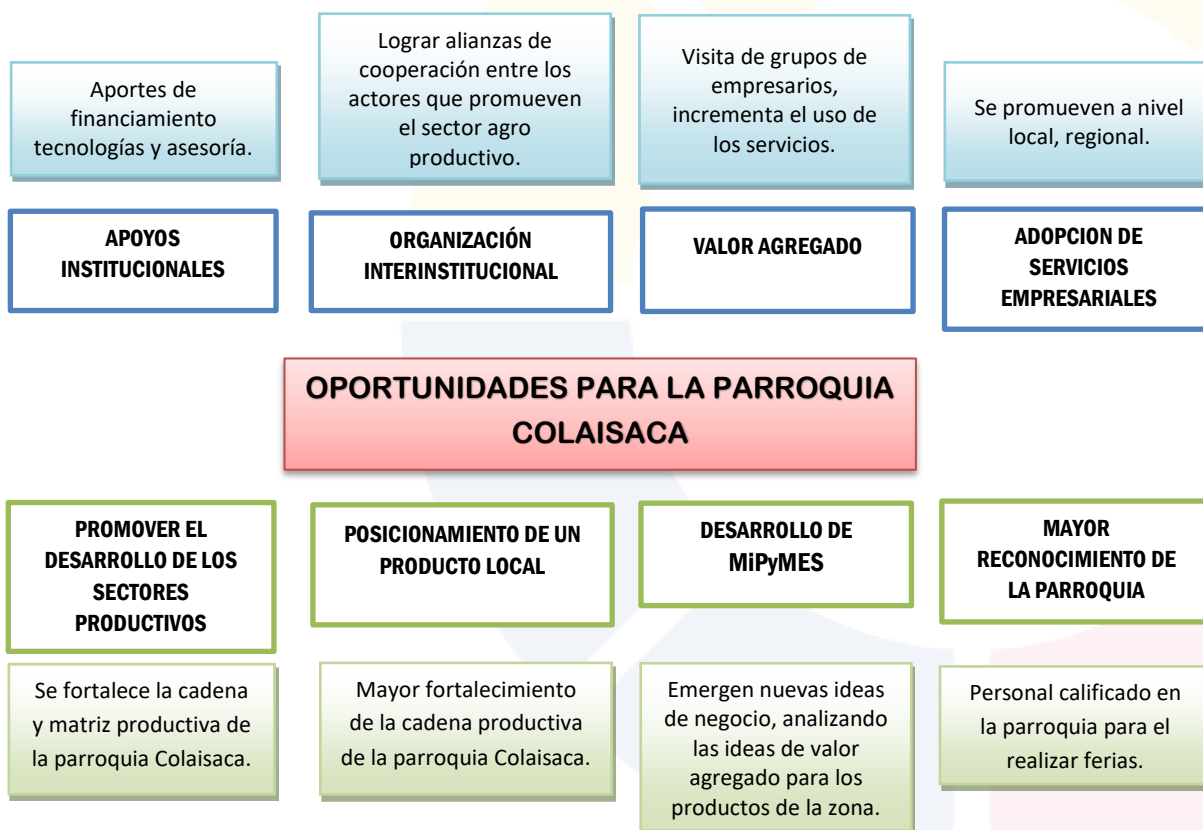 Aportes de
financiamiento
tecnologías y asesoría.
Lograr alianzas de
cooperación entre los
actores que promueven
el sector agro
productivo.
Visita de grupos de
empresarios,
incrementa el uso de
los servicios.
Se promueven a nivel
local, regional.
APOYOS
INSTITUCIONALES
ORGANIZACIÓN
INTERINSTITUCIONAL
VALOR AGREGADO
ADOPCION DE
SERVICIOS
EMPRESARIALES
OPORTUNIDADES PARA LA PARROQUIA
COLAISACA
PROMOVER EL
DESARROLLO DE LOS
SECTORES
PRODUCTIVOS
POSICIONAMIENTO DE UN
PRODUCTO LOCAL
DESARROLLO DE
MiPyMES
MAYOR
RECONOCIMIENTO DE
LA PARROQUIA
Se fortalece la cadena
y matriz productiva de
la parroquia Colaisaca.
Mayor fortalecimiento
de la cadena productiva
de la parroquia Colaisaca.
Emergen nuevas ideas
de negocio, analizando
las ideas de valor
agregado para los
productos de la zona.
Personal calificado en
la parroquia para el
realizar ferias.